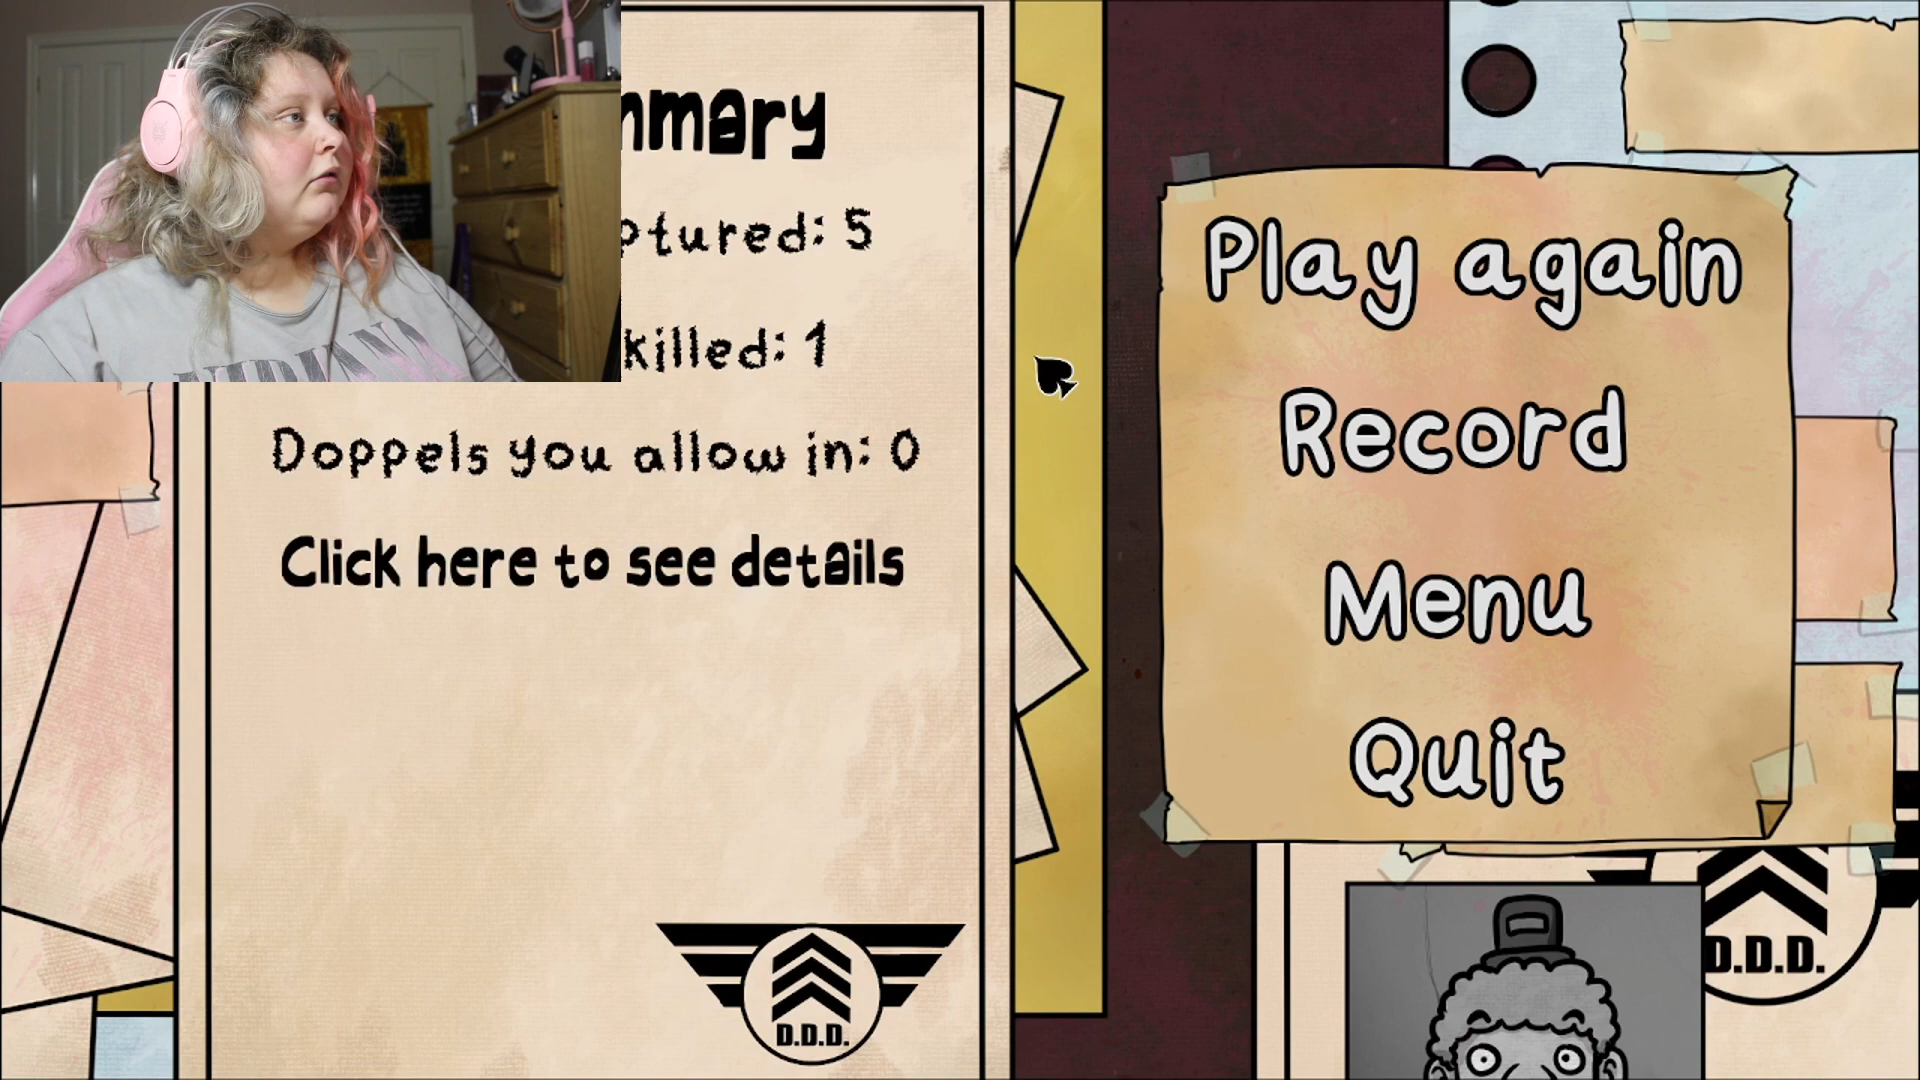 mmary
ptured: 5
killed: 1
Doppels you allow in: 0
Click here to see details
D.D.D.
Play again
Record
Menu
Quit
D.D.D.